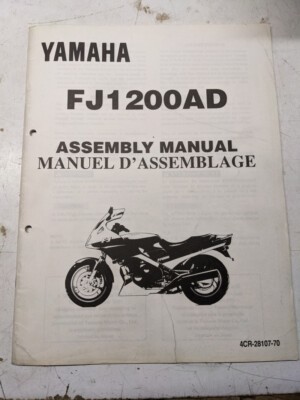 YAMAHA
FJ1200AD
ASSEMBLY MANUAL
MANUEL D'ASSEMBLAGE
4CR-28107-70